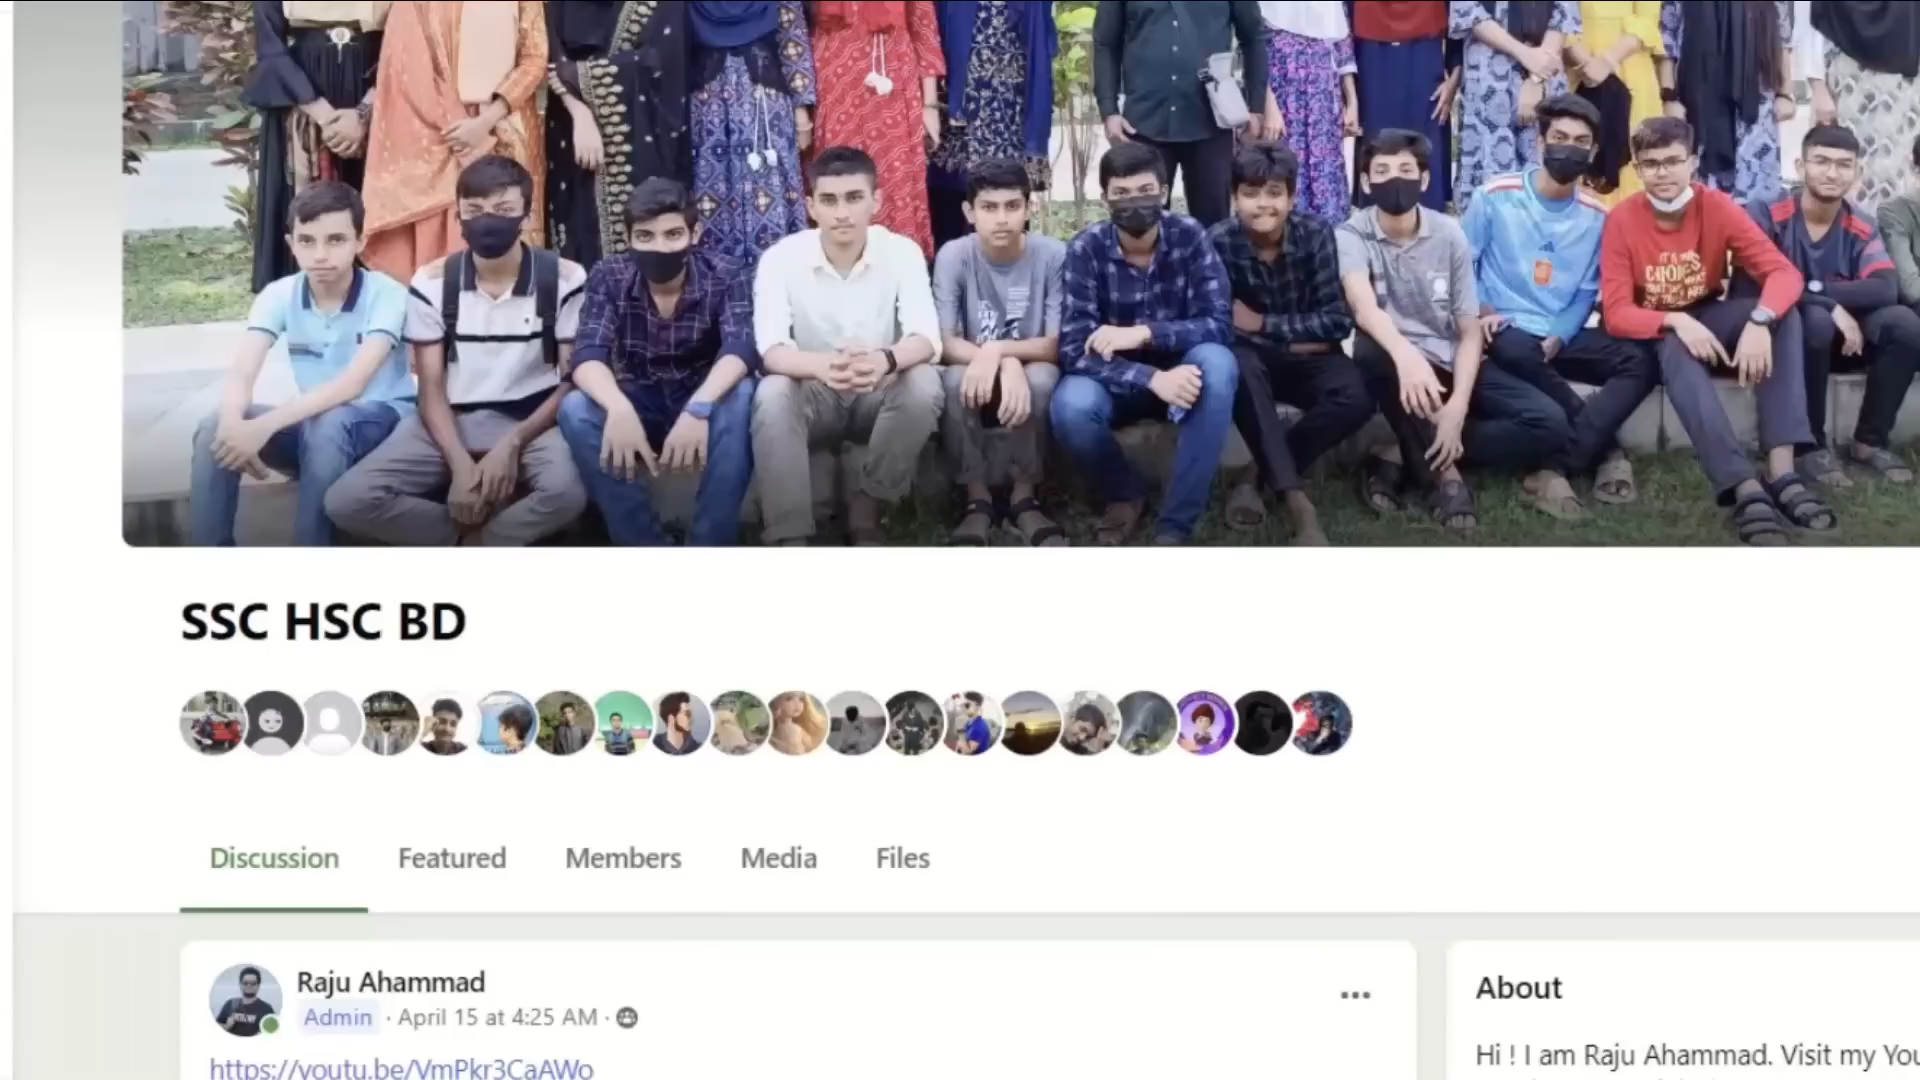 SSC HSC BD
Discussion Featured Members Media Files
Raju Ahammad
Admin · April 15 at 4:25 AM ·
https://youtu.be/VmPkr3CaAWo
About
Hi ! I am Raju Ahammad. Visit my You